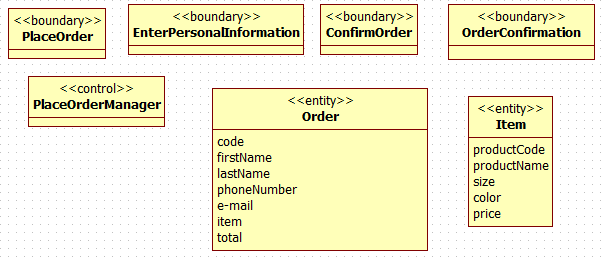 <<boundary>>
PlaceOrder
<<boundary>>
EnterPersonalInformation
<<boundary>>
ConfirmOrder
<<boundary>>
OrderConfirmation
<<control>>
PlaceOrderManager
<<entity>>
Order
code
firstName
lastName
phoneNumber
e-mail
item
total
<<entity>>
Item
productCode
productName
size
color
price